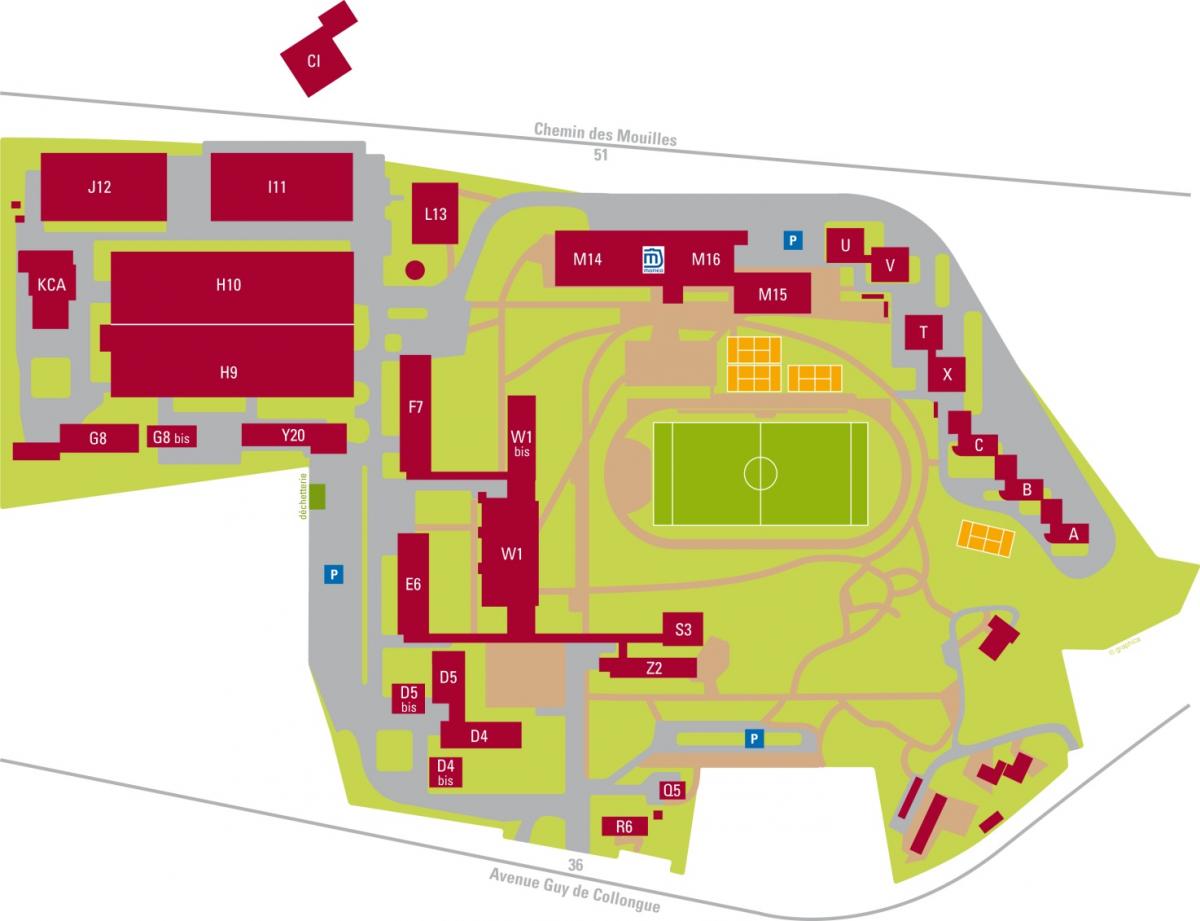 CI
Chemin des Mouilles
51
J12
I11
L13
KCA
H10
H9
M14
M16
M15
P
U
V
T
X
C
B
A
F7
W1
bis
G8
G8 bis
Y20
déchetterie
P
W1
E6
S3
Z2
D5
D5
bis
D4
D4
bis
P
Q5
R6
© graphica
36
Avenue Guy de Collongue